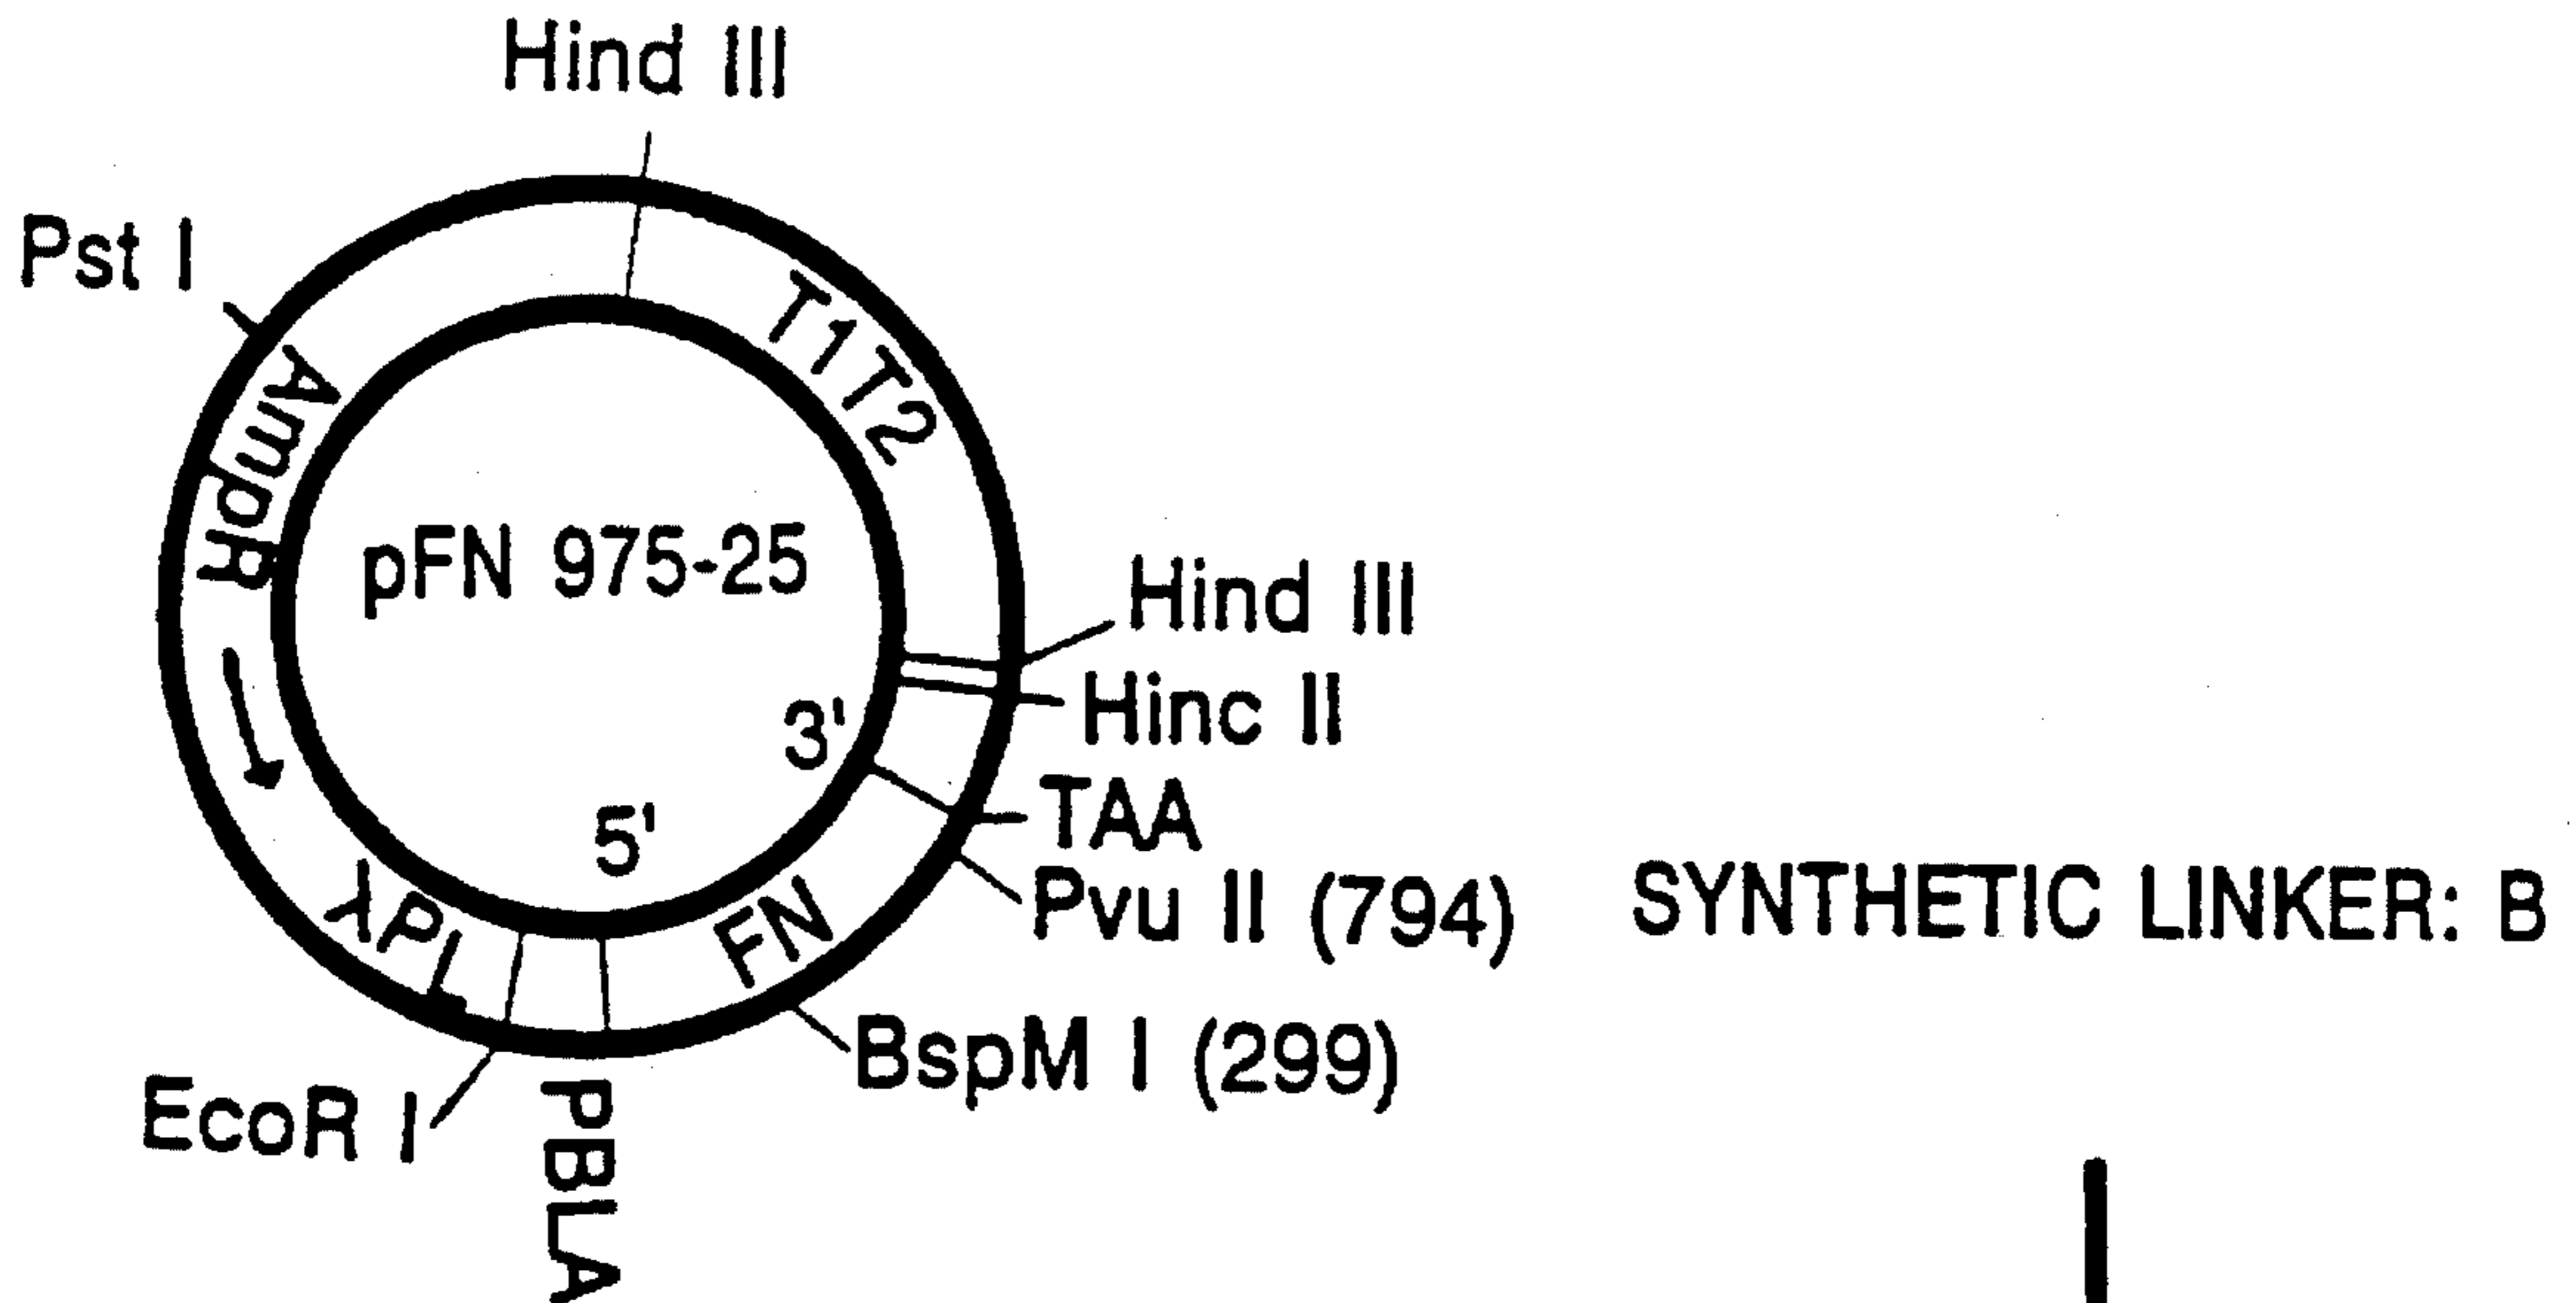 Hind III
Pst I
T1T2
AmpR
pFN 975-25
Hind III
Hinc II
3'
TAA
5'
Pvu II (794)
SYNTHETIC LINKER: B
λPL
FN
BspM I (299)
EcoR I
PBLA